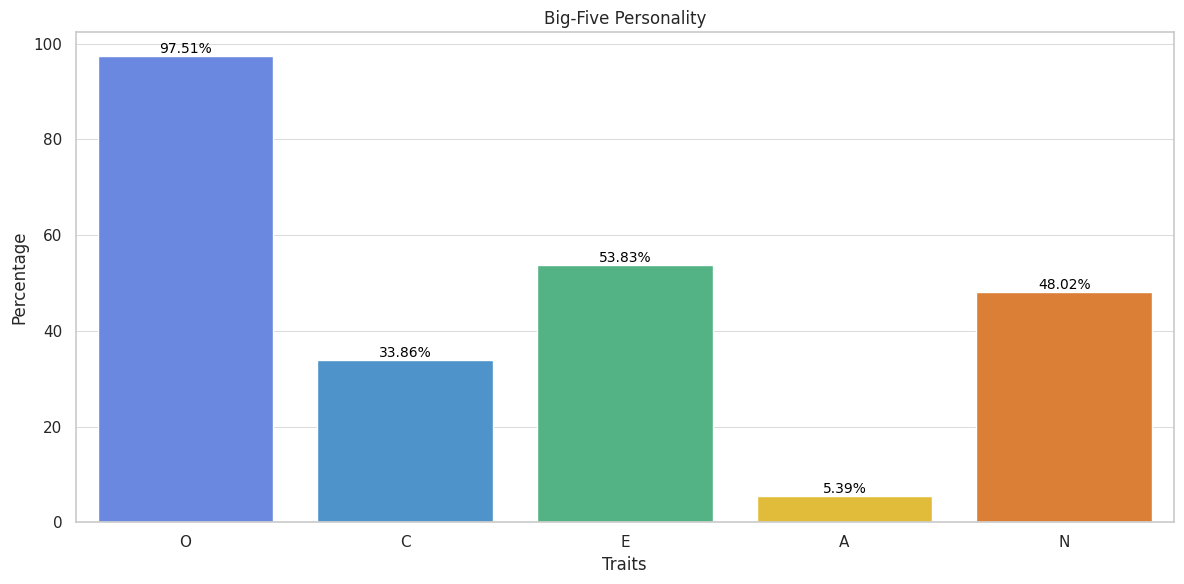 Big-Five Personality
Percentage
100
80
60
40
20
0
97.51%
33.86%
53.83%
5.39%
48.02%
O
C
E
A
N
Traits